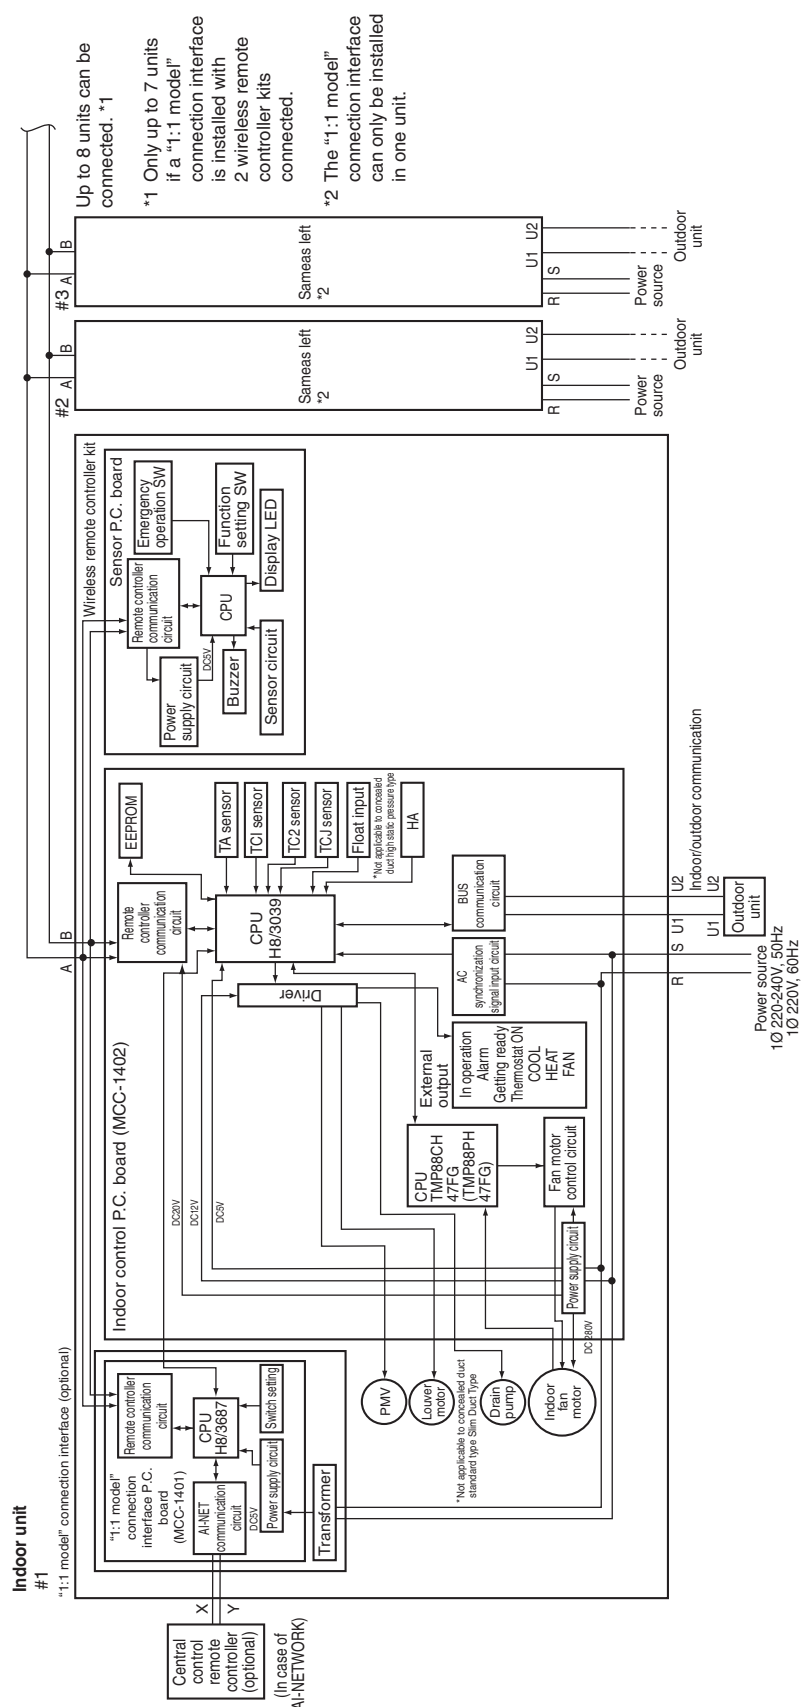 Indoor unit
#1
"1:1 model" connection interface (optional)
"1:1 model"
connection
interface P.C.
board
(MCC-1401)
Remote controller
communication
circuit
CPU
H8/3687
AI-NET
communication
circuit
Switch setting
DC5V
Power supply circuit
Transformer
X
Y
Central
control
remote
controller
(optional)
(In case of
AI-NETWORK)
Indoor control P.C. board (MCC-1402)
DC20V
DC12V
DC5V
A
B
Remote
controller
communication
circuit
EEPROM
CPU
H8/3039
TA sensor
TCI sensor
TC2 sensor
TCJ sensor
Float input
*Not applicable to concealed
duct high static pressure type
HA
Driver
PMV
Louver
motor
*Not applicable to concealed duct
standard type Slim Duct Type
Drain
pump
Indoor
fan
motor
DC 280V
Power supply circuit
Fan motor
control circuit
CPU
TMP88CH
47FG
(TMP88PH
47FG)
External
output
In operation
Alarm
Getting ready
Thermostat ON
COOL
HEAT
FAN
AC
synchronization
signal input circuit
BUS
communication
circuit
R
S
U1
U2
Indoor/outdoor communication
U1
U2
Outdoor
unit
Power source
1Ø 220-240V, 50Hz
1Ø 220V, 60Hz
Wireless remote controller kit
Sensor P.C. board
Remote controller
communication
circuit
Emergency
operation SW
Power
supply circuit
DC5V
CPU
Function
setting SW
Buzzer
Display LED
Sensor circuit
#2
A
B
Sameas left
*2
R
S
U1
U2
Power
source
Outdoor
unit
#3
A
B
Sameas left
*2
R
S
U1
U2
Power
source
Outdoor
unit
Up to 8 units can be
connected. *1
*1 Only up to 7 units
if a "1:1 model"
connection interface
is installed with
2 wireless remote
controller kits
connected.
*2 The "1:1 model"
connection interface
can only be installed
in one unit.